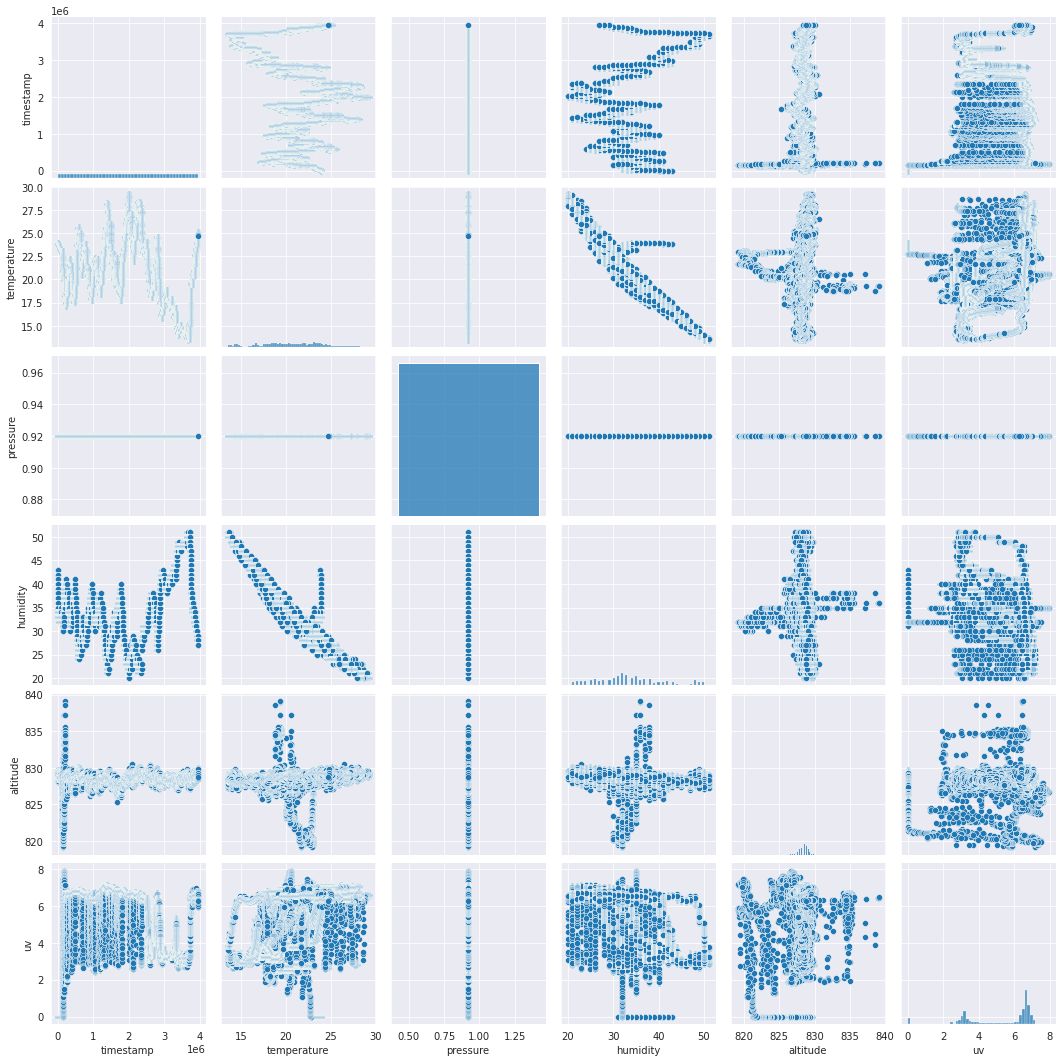 1e6
4
3
2
1
0
timestamp
30.0
27.5
25.0
22.5
20.0
17.5
15.0
temperature
0.96
0.94
0.92
0.90
0.88
pressure
50
45
40
35
30
25
20
humidity
840
835
830
825
820
altitude
8
6
4
2
0
uv
0 1 2 3 4
1e6
20 25 30
0.50 0.75 1.00 1.25
20 30 40 50
820 830 840
0 2 4 6 8
timestamp temperature pressure humidity altitude uv